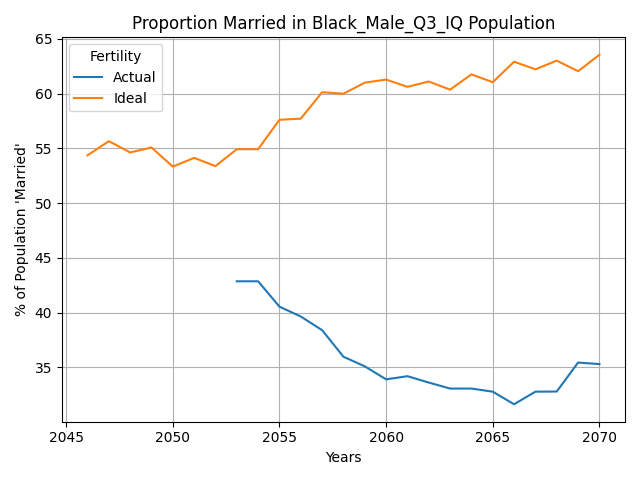 Proportion Married in Black_Male_Q3_IQ Population
65
60
55
50
45
40
35
% of Population 'Married'
Fertility
Actual
Ideal
2045 2050 2055 2060 2065 2070
Years